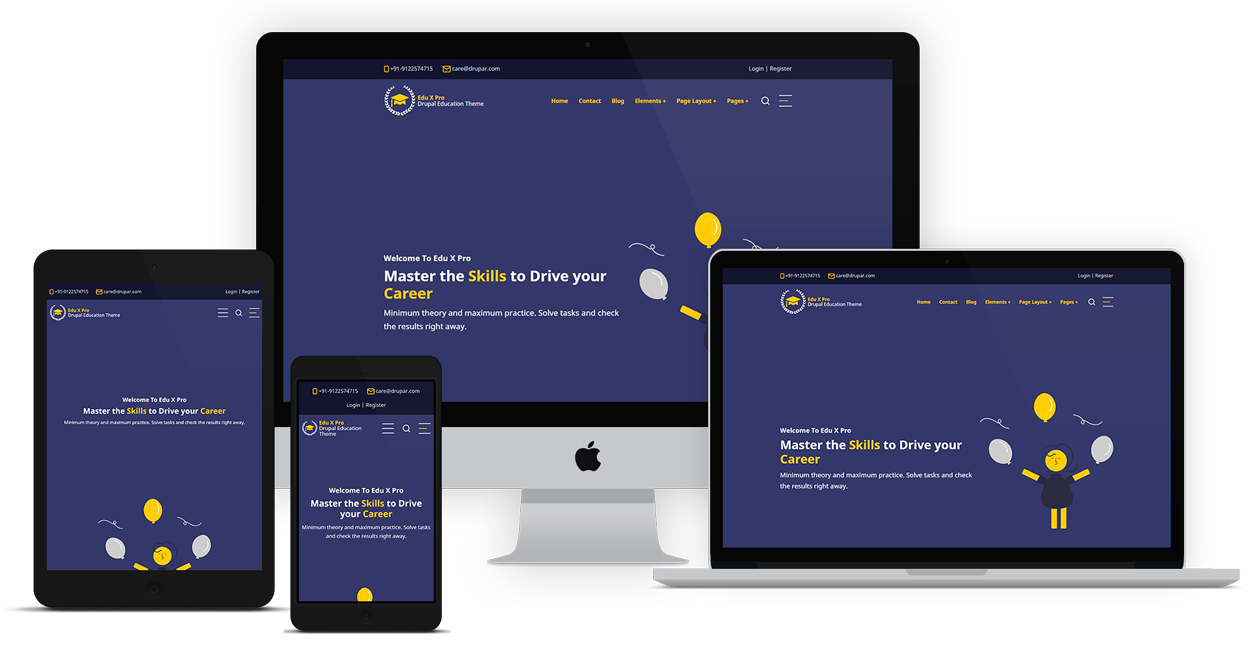 +91-9122574715 care@drupar.com Login | Register
Edu X Pro
Drupal Education Theme
Home Contact Blog Elements + Page Layout + Pages +
Welcome To Edu X Pro
Master the Skills to Drive your
Career
Minimum theory and maximum practice. Solve tasks and check
the results right away.
+91-9122574715 care@drupar.com Login | Register
Edu X Pro
Drupal Education Theme
Welcome To Edu X Pro
Master the Skills to Drive your Career
Minimum theory and maximum practice. Solve tasks and check the results right away.
+91-9122574715 care@drupar.com
Login | Register
Edu X Pro
Drupal Education
Theme
Welcome To Edu X Pro
Master the Skills to Drive
your Career
Minimum theory and maximum practice. Solve tasks
and check the results right away.
+91-9122574715 care@drupar.com Login | Register
Edu X Pro
Drupal Education Theme
Home Contact Blog Elements + Page Layout + Pages +
Welcome To Edu X Pro
Master the Skills to Drive your
Career
Minimum theory and maximum practice. Solve tasks and check
the results right away.